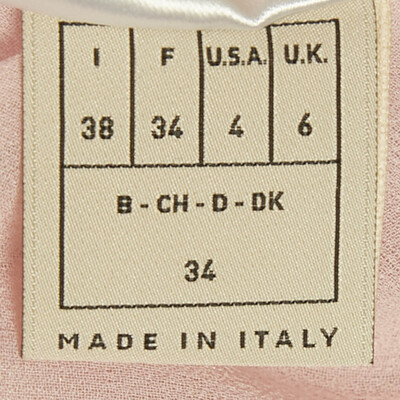 I F U.S.A. U.K.
38 34 4 6
B - CH - D - DK
34
MADE IN ITALY